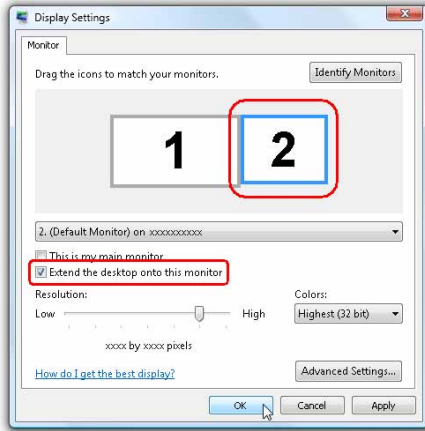 Display Settings
Monitor
Drag the icons to match your monitors.
Identify Monitors
1
2
2. (Default Monitor) on xxxxxxxxxx
This is my main monitor
Extend the desktop onto this monitor
Resolution:
Colors:
Low
High
Highest (32 bit)
xxxx by xxxx pixels
How do I get the best display?
Advanced Settings...
OK
Cancel
Apply